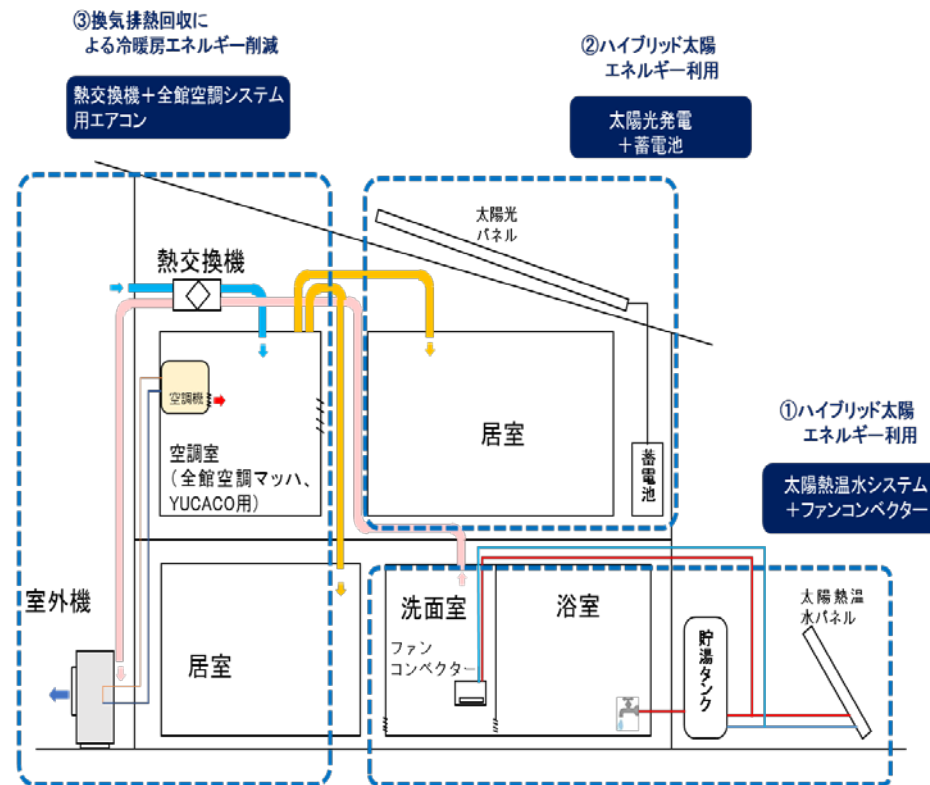 ③換気排熱回収に
よる冷暖房エネルギー削減
熱交換機＋全館空調システム
用エアコン
②ハイブリッド太陽
エネルギー利用
太陽光発電
＋蓄電池
太陽光
パネル
熱交換機
空調機
空調室
（全館空調マッハ、
YUCACO用）
居室
蓄電池
①ハイブリッド太陽
エネルギー利用
太陽熱温水システム
＋ファンコンベクター
室外機
居室
洗面室
ファン
コンベクター
浴室
貯湯タンク
太陽熱温
水パネル